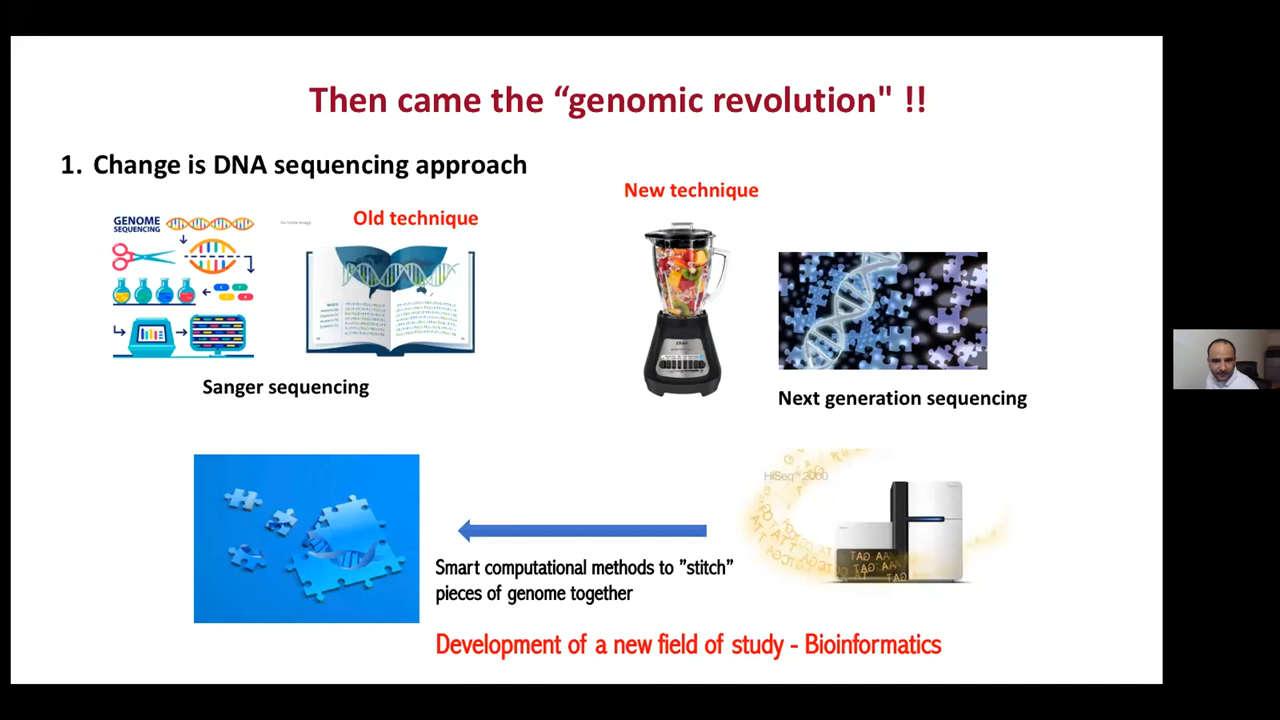 Then came the “genomic revolution" !!
1. Change is DNA sequencing approach
New technique
Old technique
GENOME
SEQUENCING
Sanger sequencing
Next generation sequencing
HiSeq 2000
Smart computational methods to ”stitch”
pieces of genome together
Development of a new field of study - Bioinformatics